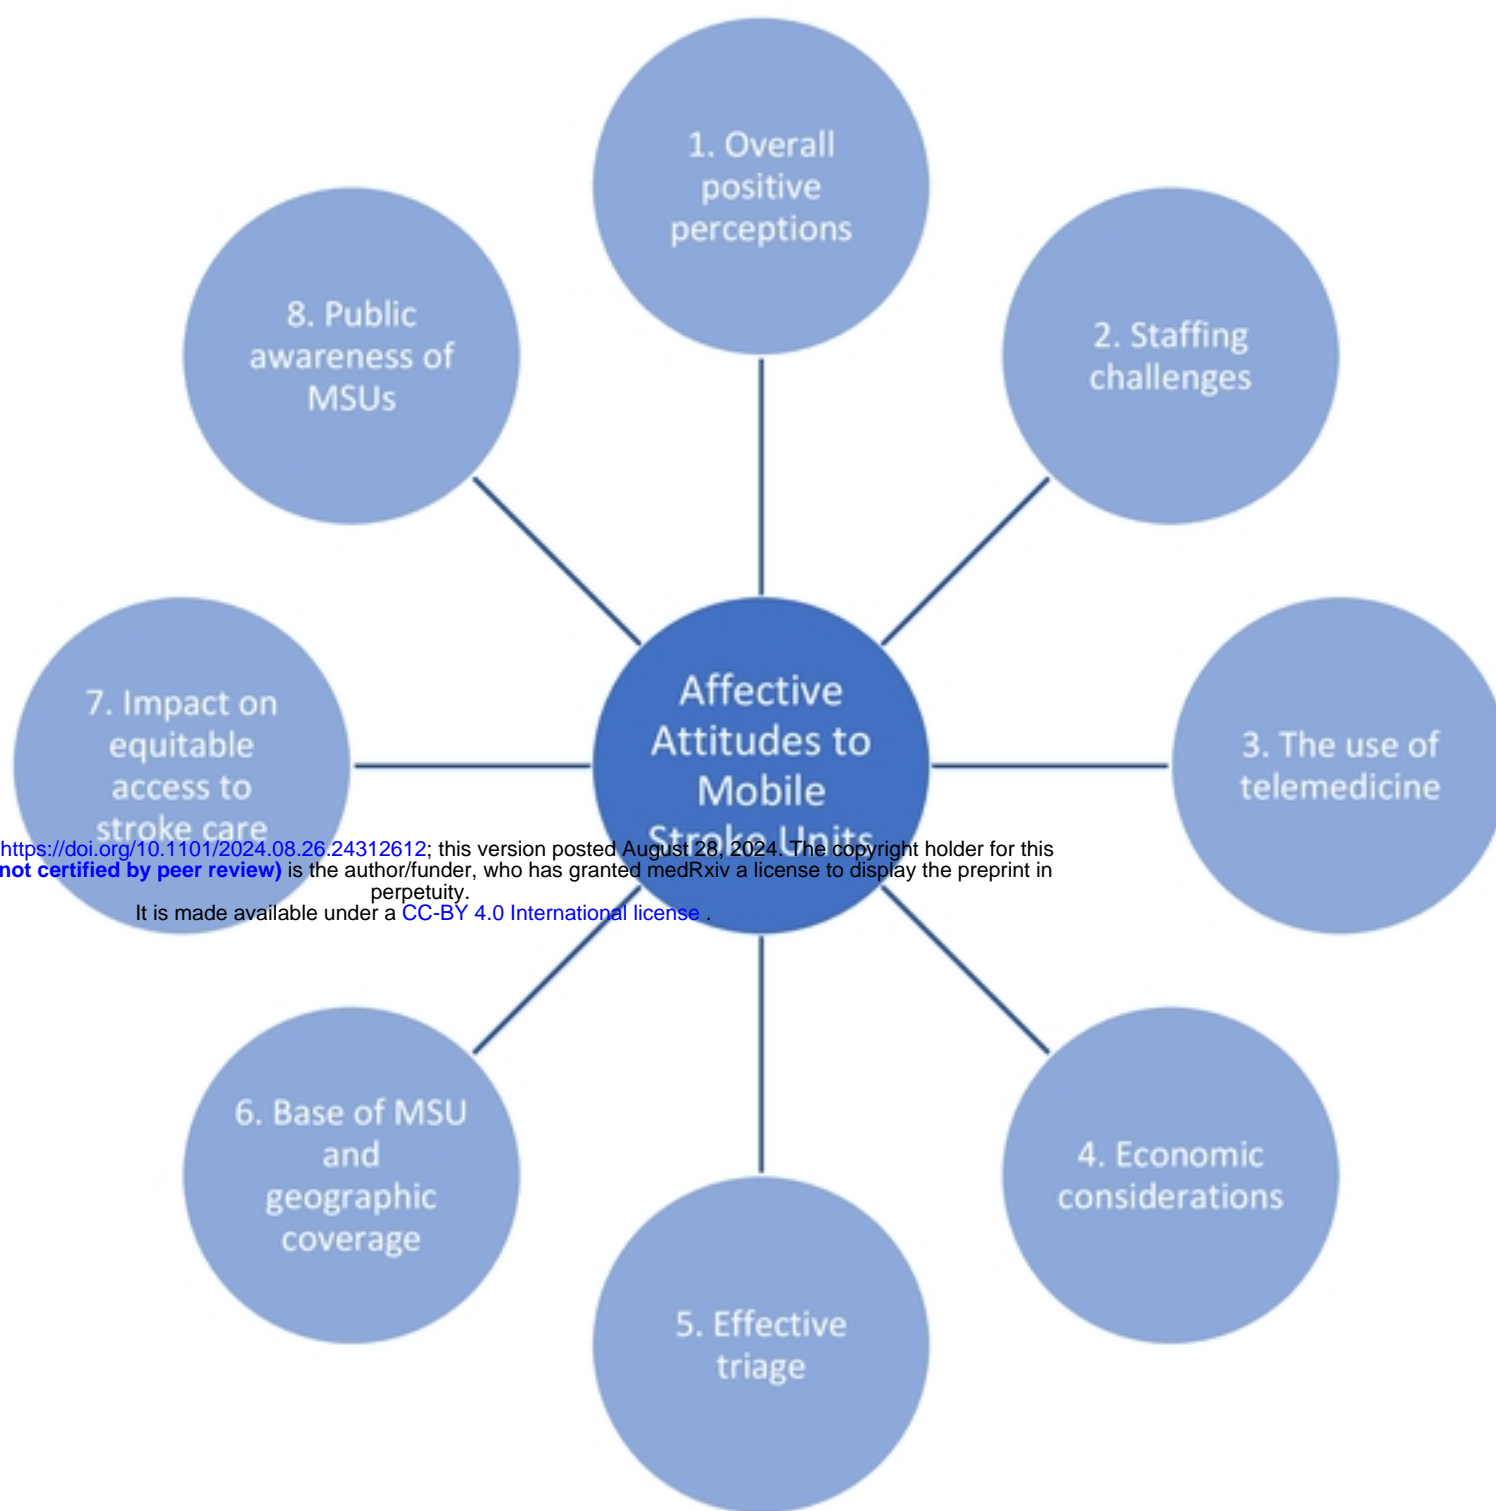 1. Overall
positive
perceptions
2. Staffing
challenges
3. The use of
telemedicine
4. Economic
considerations
5. Effective
triage
6. Base of MSU
and
geographic
coverage
7. Impact on
equitable
access to
stroke care
8. Public
awareness of
MSUs
Affective
Attitudes to
Mobile
Stroke Units
https://doi.org/10.1101/2024.08.26.24312612; this version posted August 28, 2024. The copyright holder for this
not certified by peer review) is the author/funder, who has granted medRxiv a license to display the preprint in
perpetuity.
It is made available under a CC-BY 4.0 International license .